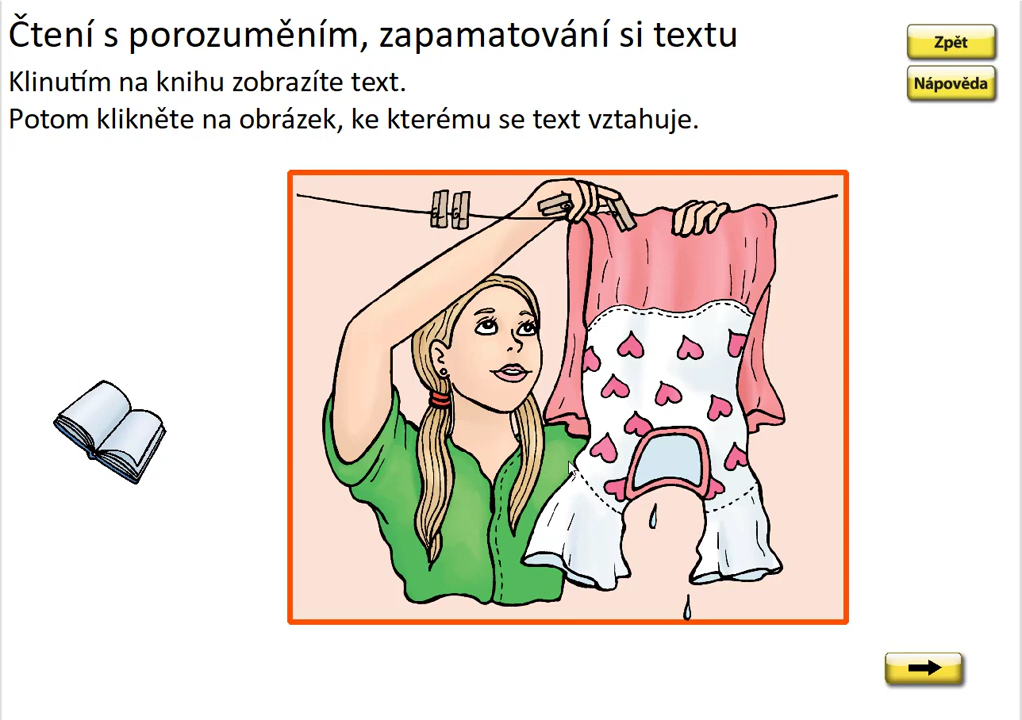 Čtení s porozuměním, zapamatování si textu
Zpět
Klinutím na knihu zobrazíte text.
Nápověda
Potom klikněte na obrázek, ke kterému se text vztahuje.